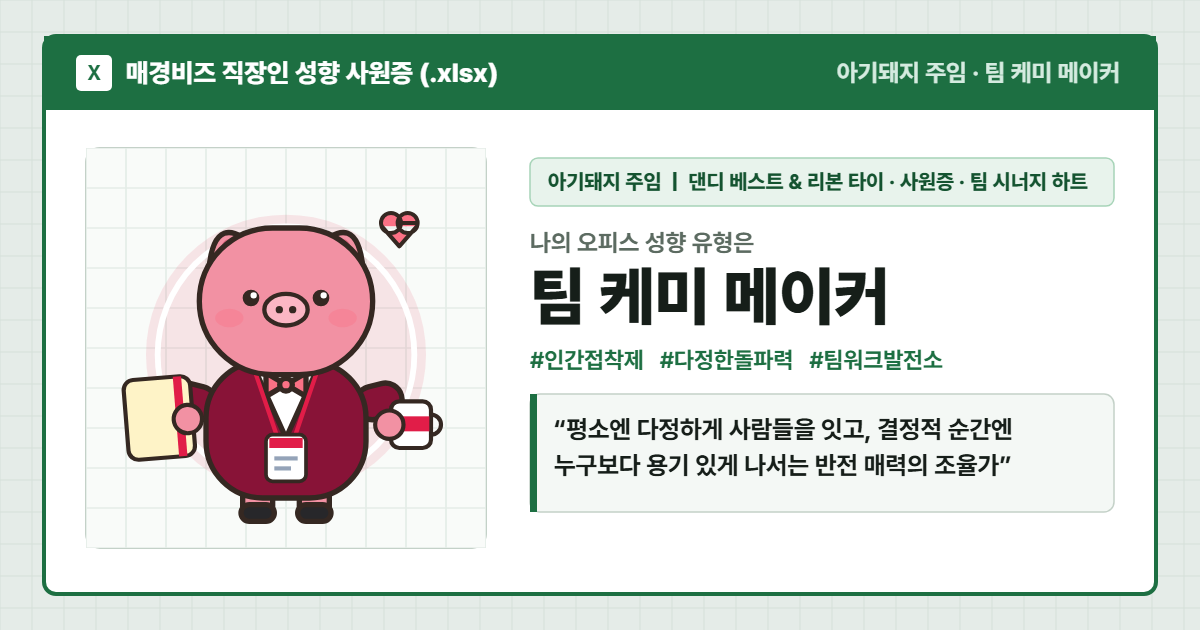 X 매경비즈 직장인 성향 사원증 (.xlsx)
아기돼지 주임 · 팀 케미 메이커
아기돼지 주임 | 댄디 베스트 & 리본 타이 · 사원증 · 팀 시너지 하트
나의 오피스 성향 유형은
팀 케미 메이커
#인간접착제 #다정한돌파력 #팀워크발전소
“평소엔 다정하게 사람들을 잇고, 결정적 순간엔
누구보다 용기 있게 나서는 반전 매력의 조율가”